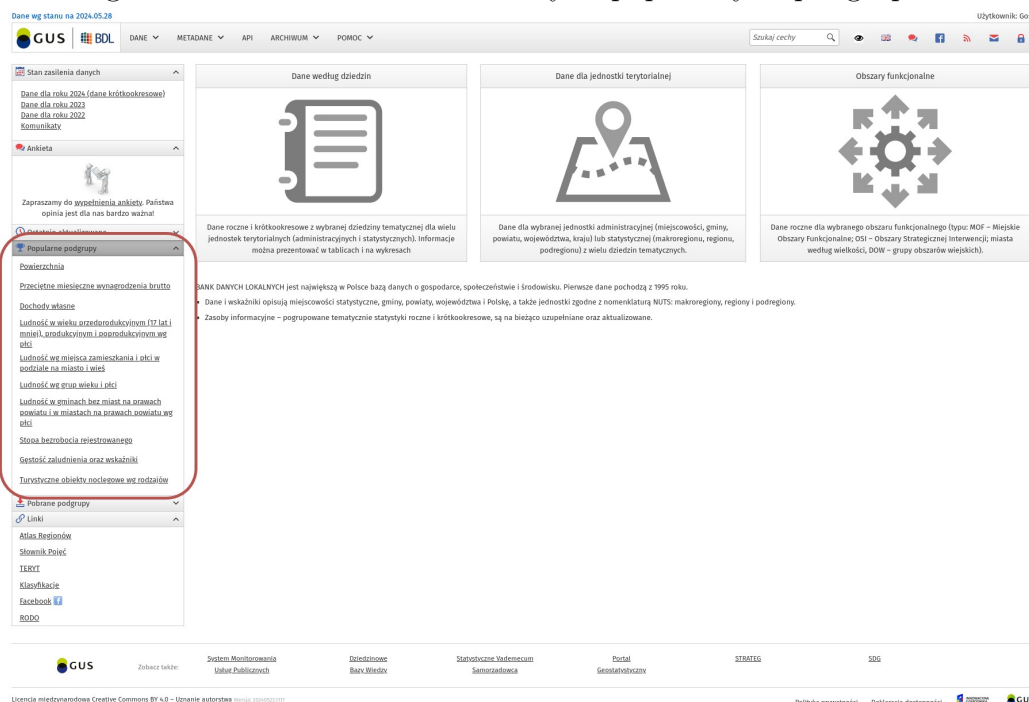 Dane wg stanu na 2024.05.28
Użytkownik: Go
GUS BDL DANE METADANE API ARCHIWUM POMOC Szukaj cechy
Stan zasilenia danych
Dane dla roku 2024 (dane krótkookresowe)
Dane dla roku 2023
Dane dla roku 2022
Komunikaty
Ankieta
Zapraszamy do wypełnienia ankiety. Państwa
opinia jest dla nas bardzo ważna!
Ostatnio aktualizowane
Popularne podgrupy
Powierzchnia
Przeciętne miesięczne wynagrodzenia brutto
Dochody własne
Ludność w wieku przedprodukcyjnym (17 lat i
mniej), produkcyjnym i poprodukcyjnym wg
płci
Ludność wg miejsca zamieszkania i płci w
podziale na miasto i wieś
Ludność wg grup wieku i płci
Ludność w gminach bez miast na prawach
powiatu i w miastach na prawach powiatu wg
płci
Stopa bezrobocia rejestrowanego
Gęstość zaludnienia oraz wskaźniki
Turystyczne obiekty noclegowe wg rodzajów
Pobrane podgrupy
Linki
Atlas Regionów
Słownik Pojęć
TERYT
Klasyfikacje
Facebook
RODO
Dane według dziedzin
Dane roczne i krótkookresowe z wybranej dziedziny tematycznej dla wielu
jednostek terytorialnych (administracyjnych i statystycznych). Informacje
można prezentować w tablicach i na wykresach
Dane dla jednostki terytorialnej
Dane dla wybranej jednostki administracyjnej (miejscowości, gminy,
powiatu, województwa, kraju) lub statystycznej (makroregionu, regionu,
podregionu) z wielu dziedzin tematycznych.
Obszary funkcjonalne
Dane roczne dla wybranego obszaru funkcjonalnego (typu: MOF – Miejskie
Obszary Funkcjonalne; OSI – Obszary Strategicznej Interwencji; miasta
według wielkości, DOW – grupy obszarów wiejskich).
BANK DANYCH LOKALNYCH jest największą w Polsce bazą danych o gospodarce, społeczeństwie i środowisku. Pierwsze dane pochodzą z 1995 roku.
• Dane i wskaźniki opisują miejscowości statystyczne, gminy, powiaty, województwa i Polskę, a także jednostki zgodne z nomenklaturą NUTS: makroregiony, regiony i podregiony.
• Zasoby informacyjne – pogrupowane tematycznie statystyki roczne i krótkookresowe, są na bieżąco uzupełniane oraz aktualizowane.
GUS Zobacz także:
System Monitorowania
Usług Publicznych
Dziedzinowe
Bazy Wiedzy
Statystyczne Vademecum
Samorządowca
Portal
Geostatystyczny
STRATEG
SDG
Licencja międzynarodowa Creative Commons BY 4.0 – Uznanie autorstwa
Polityka prywatności Deklaracja dostępności